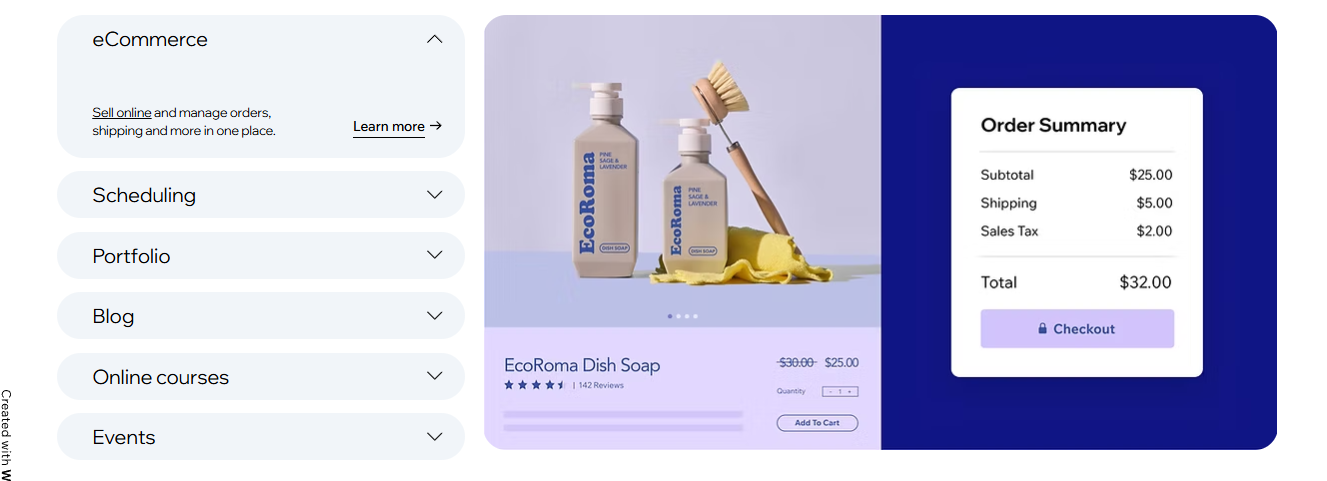 eCommerce
Sell online and manage orders,
shipping and more in one place.
Learn more →
Scheduling
Portfolio
Blog
Online courses
Events
Created with W
EcoRoma
PINE
SAGE &
LAVENDER
DISH SOAP
EcoRoma
PINE
SAGE &
LAVENDER
DISH SOAP
EcoRoma Dish Soap
$30.00 $25.00
| 142 Reviews
Quantity - 1 +
Add To Cart
Order Summary
Subtotal $25.00
Shipping $5.00
Sales Tax $2.00
Total $32.00
Checkout